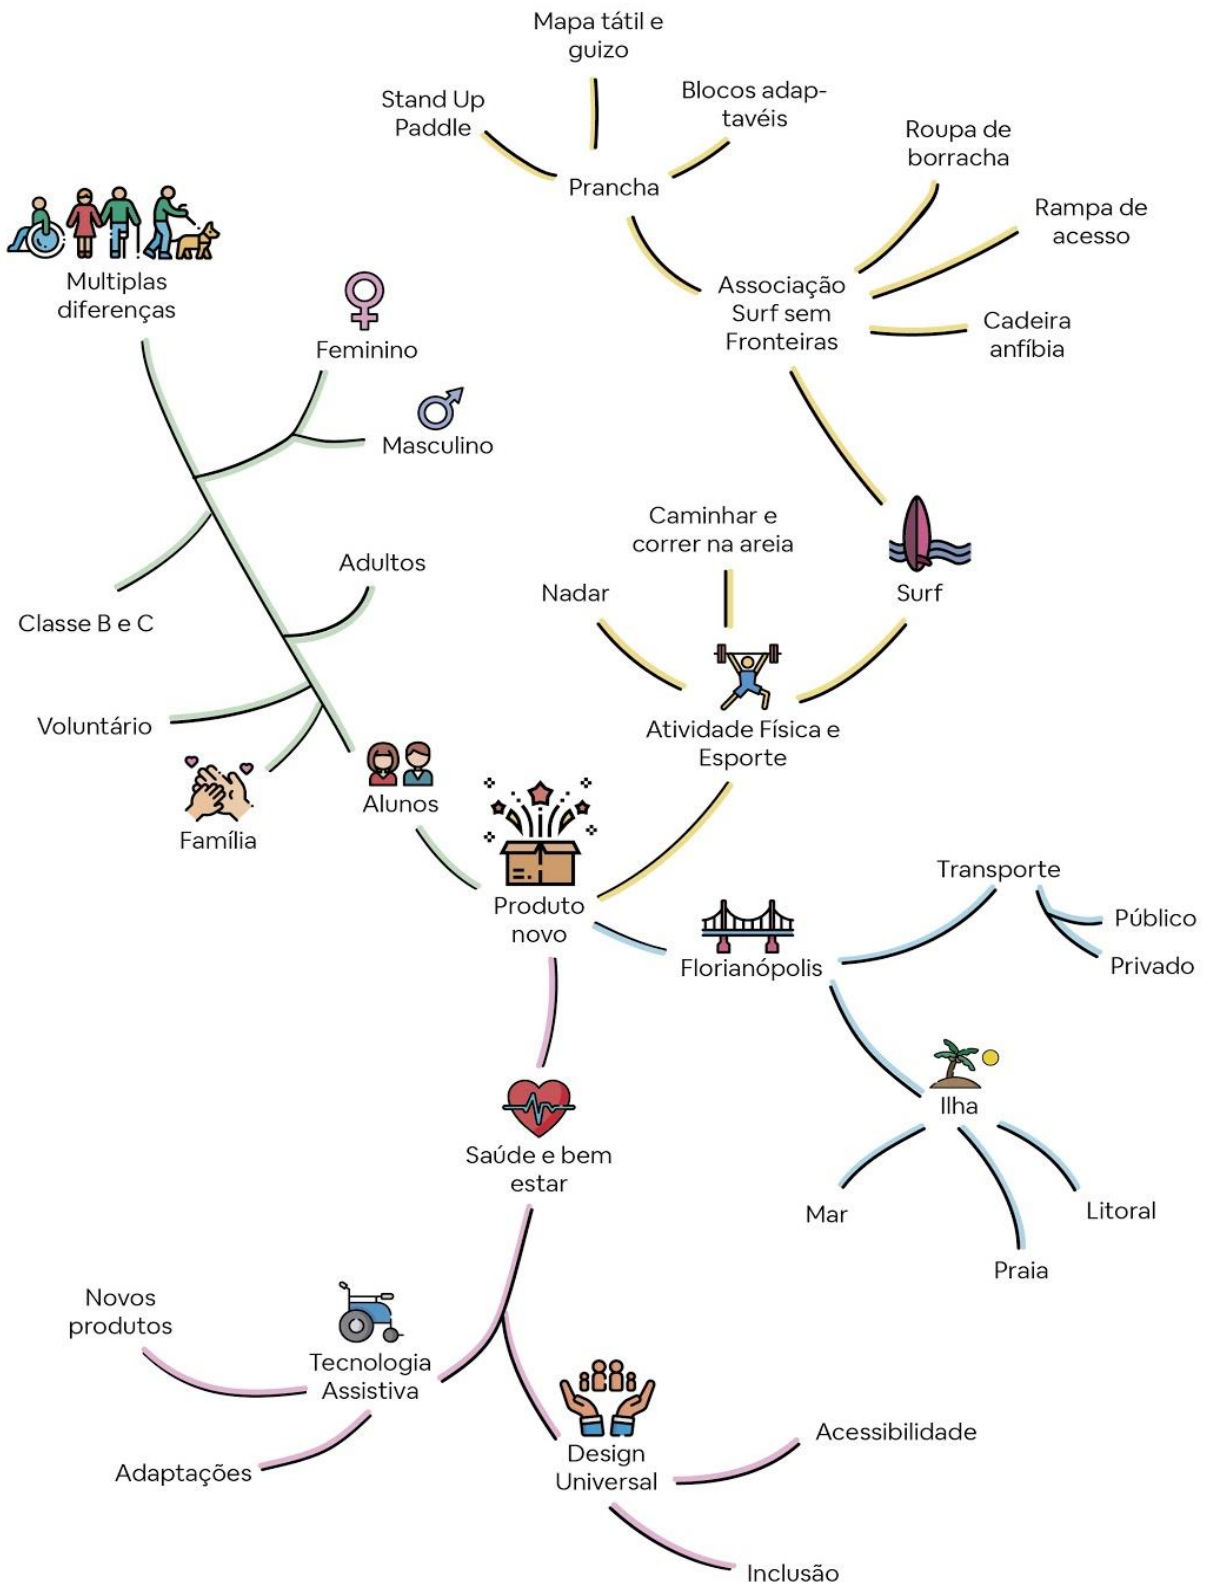 Mapa tátil e
guizo
Stand Up
Paddle
Blocos adap-
tavéis
Prancha
Roupa de
borracha
Rampa de
acesso
Associação
Surf sem
Fronteiras
Cadeira
anfíbia
Multiplas
diferenças
Feminino
Masculino
Caminhar e
correr na areia
Adultos
Nadar
Surf
Classe B e C
Voluntário
Atividade Física e
Esporte
Alunos
Família
Produto
novo
Transporte
Público
Privado
Florianópolis
Ilha
Saúde e bem
estar
Mar
Litoral
Praia
Novos
produtos
Tecnologia
Assistiva
Adaptações
Design
Universal
Acessibilidade
Inclusão